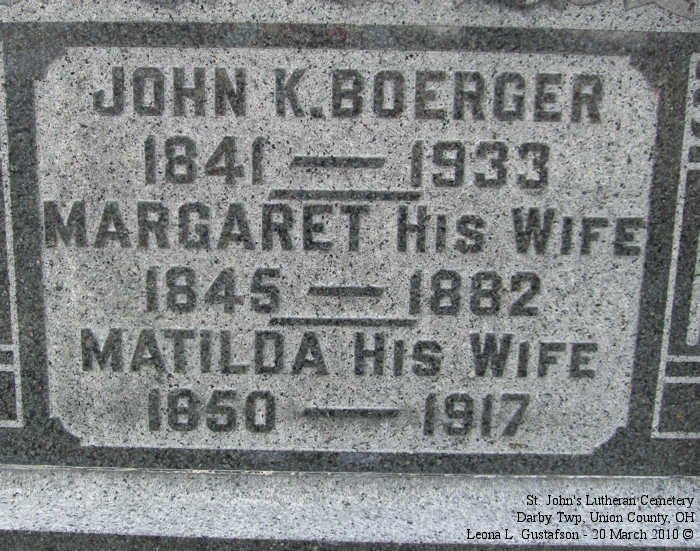 JOHN K. BOERGER
1841 — 1933
MARGARET HIS WIFE
1845 — 1882
MATILDA HIS WIFE
1850 — 1917
St. John's Lutheran Cemetery
Darby Twp, Union County, OH
Leona L. Gustafson - 20 March 2010 ©